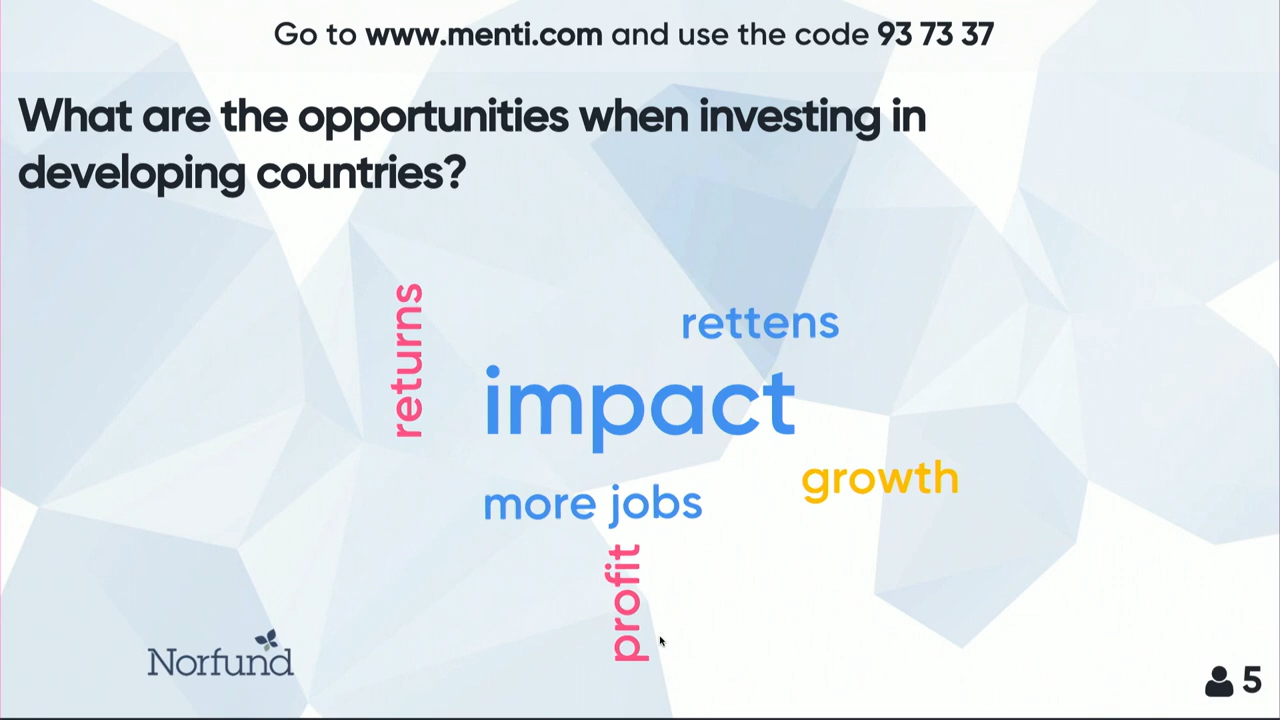 Go to www.menti.com and use the code 93 73 37
What are the opportunities when investing in
developing countries?
returns
rettens
impact
growth
more jobs
profit
Norfund
5